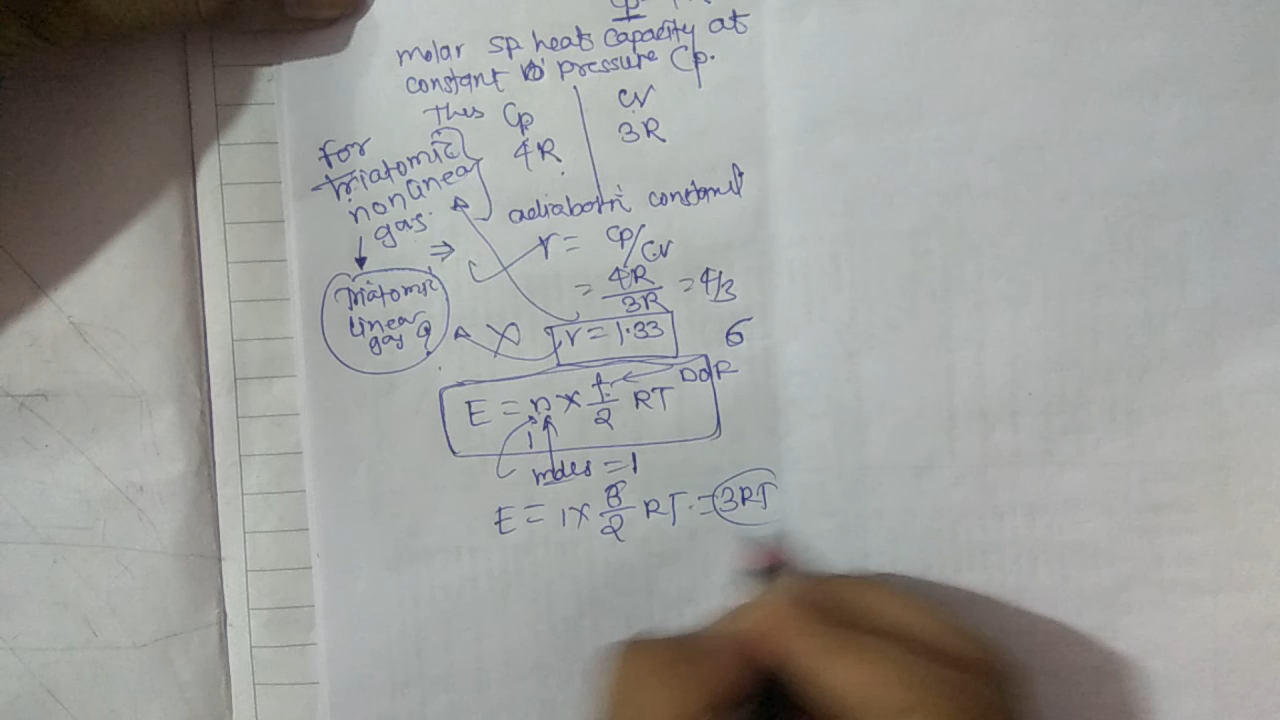 Cp
molar sp heat capacity at
constant pressure Cp.
Thes Cp
Cv
4R
3R
for
triatomic
nonlinear
gas.
adiabatic constant
⇒ r = Cp/Cv
= 4R/3R = 4/3
Triatomic
linear
gas ?
r = 1.33
6
E = n × f/2 RT
DOF
1
moles = 1
E = 1 × 6/2 RT. = 3RT